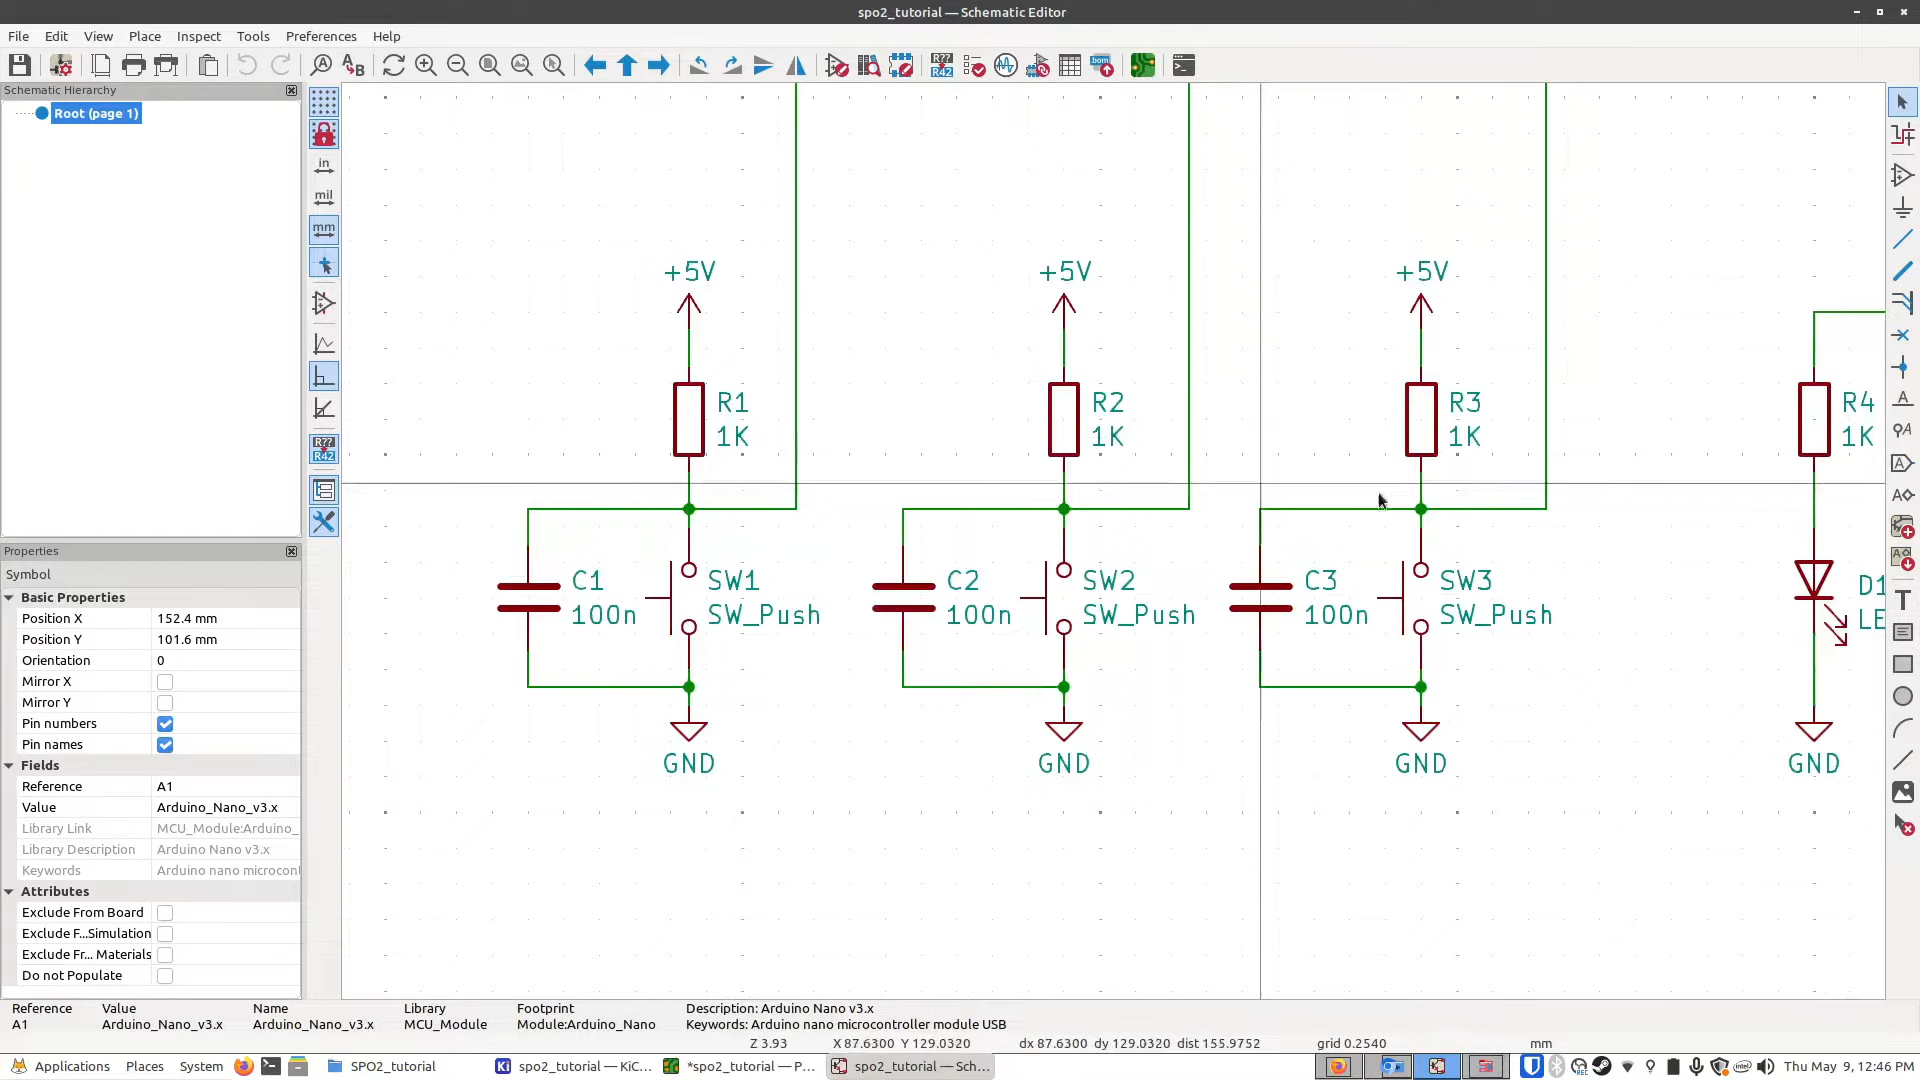 spo2_tutorial — Schematic Editor
File Edit View Place Inspect Tools Preferences Help
Schematic Hierarchy
Root (page 1)
in
mil
mm
R??
R42
Properties
Symbol
Basic Properties
Position X 152.4 mm
Position Y 101.6 mm
Orientation 0
Mirror X
Mirror Y
Pin numbers
Pin names
Fields
Reference A1
Value Arduino_Nano_v3.x
Library Link MCU_Module:Arduino_
Library Description Arduino Nano v3.x
Keywords Arduino nano microcont
Attributes
Exclude From Board
Exclude F...Simulation
Exclude Fr... Materials
Do not Populate
+5V +5V +5V
R1 R2 R3 R4
1K 1K 1K 1K
C1 SW1 C2 SW2 C3 SW3 D1
100n SW_Push 100n SW_Push 100n SW_Push LE
GND GND GND GND
Reference Value Name Library Footprint Description: Arduino Nano v3.x
A1 Arduino_Nano_v3.x Arduino_Nano_v3.x MCU_Module Module:Arduino_Nano Keywords: Arduino nano microcontroller module USB
Z 3.93 X 87.6300 Y 129.0320 dx 87.6300 dy 129.0320 dist 155.9752 grid 0.2540 mm
Applications Places System SPO2_tutorial spo2_tutorial — KiC... *spo2_tutorial — P... spo2_tutorial — Sch... Thu May 9, 12:46 PM